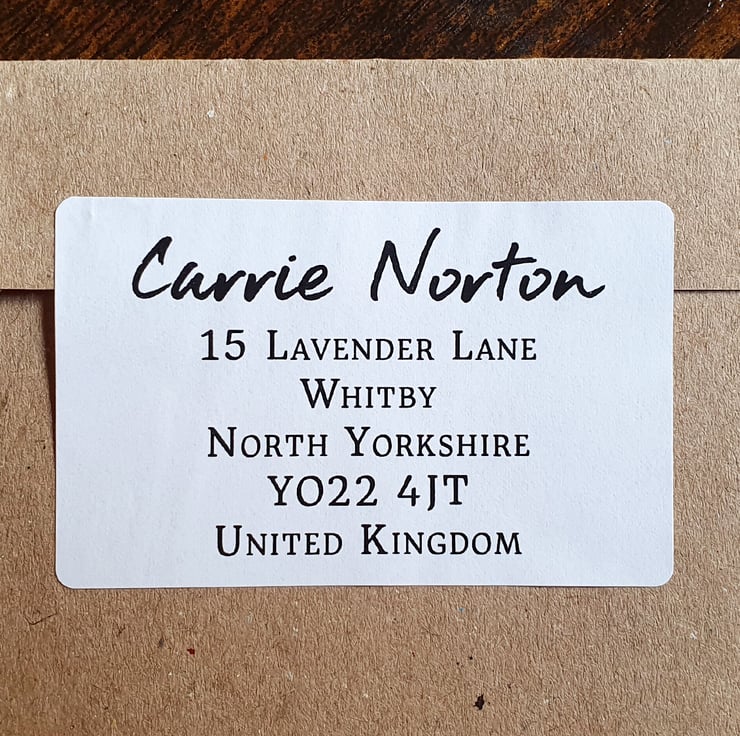 Carrie Norton
15 Lavender Lane
Whitby
North Yorkshire
YO22 4JT
United Kingdom